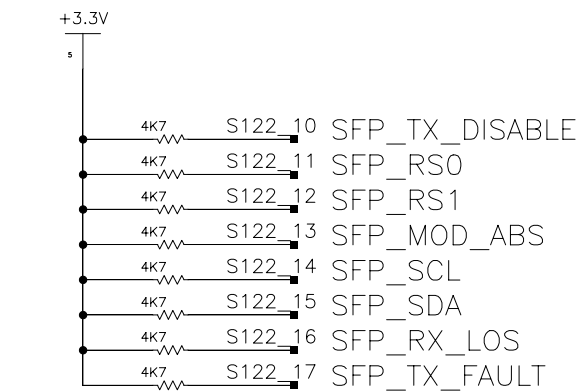 +3.3V
5
4K7 S122_10 SFP_TX_DISABLE
4K7 S122_11 SFP_RS0
4K7 S122_12 SFP_RS1
4K7 S122_13 SFP_MOD_ABS
4K7 S122_14 SFP_SCL
4K7 S122_15 SFP_SDA
4K7 S122_16 SFP_RX_LOS
4K7 S122_17 SFP_TX_FAULT